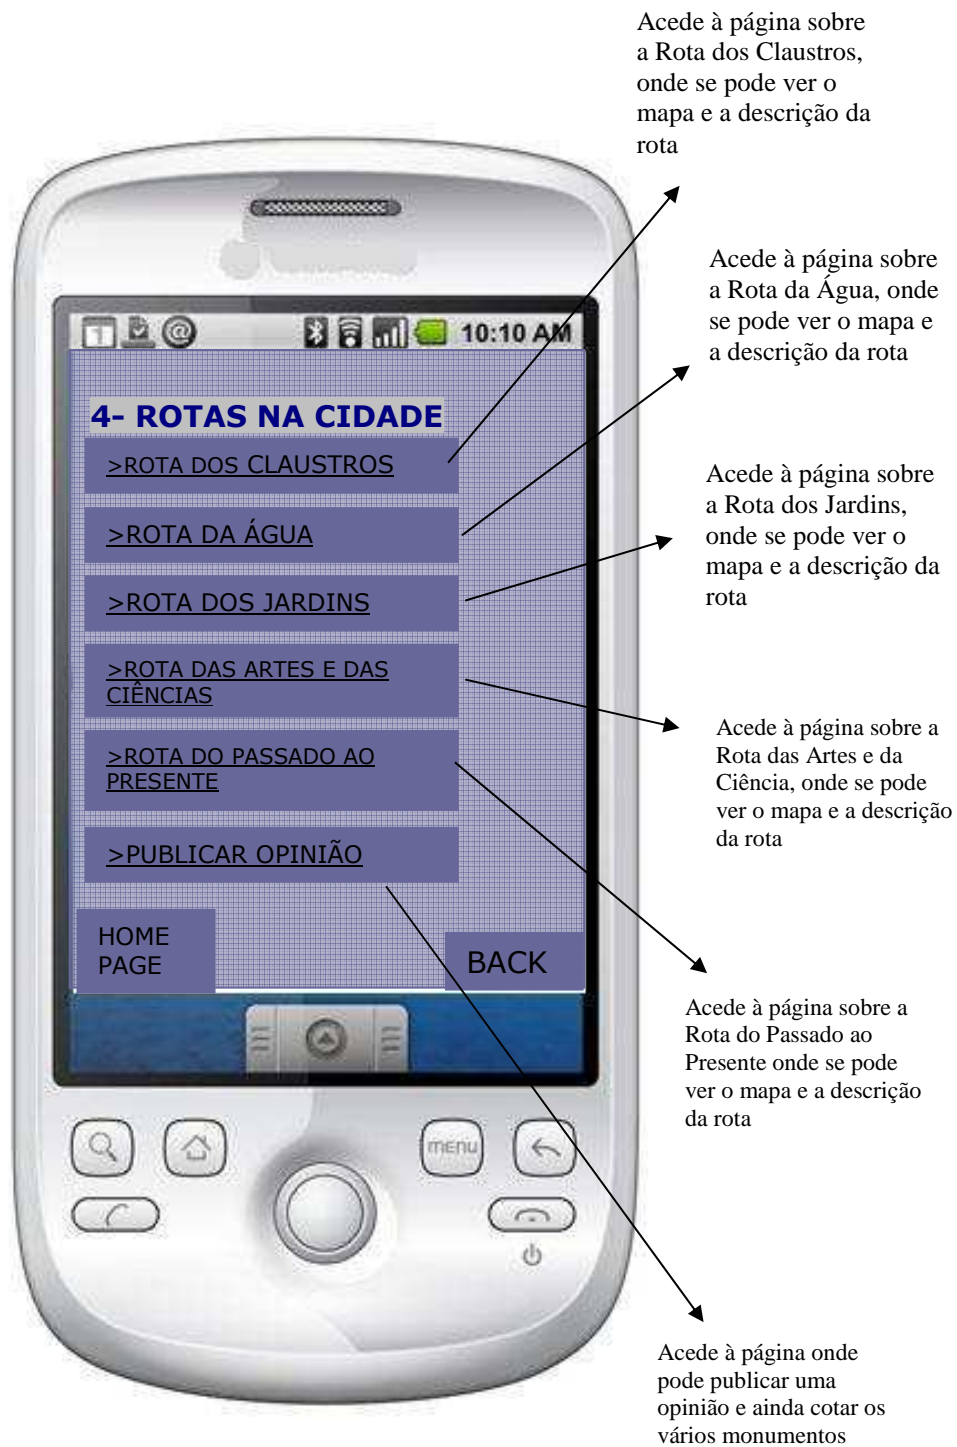 Acede à página sobre
a Rota dos Claustros,
onde se pode ver o
mapa e a descrição da
rota
Acede à página sobre
a Rota da Água, onde
se pode ver o mapa e
a descrição da rota
1
@
10:10 AM
4- ROTAS NA CIDADE
>ROTA DOS CLAUSTROS
>ROTA DA ÁGUA
>ROTA DOS JARDINS
>ROTA DAS ARTES E DAS
CIÊNCIAS
>ROTA DO PASSADO AO
PRESENTE
>PUBLICAR OPINIÃO
HOME
PAGE
BACK
menu
Acede à página sobre
a Rota dos Jardins,
onde se pode ver o
mapa e a descrição da
rota
Acede à página sobre a
Rota das Artes e da
Ciência, onde se pode
ver o mapa e a descrição
da rota
Acede à página sobre a
Rota do Passado ao
Presente onde se pode
ver o mapa e a descrição
da rota
Acede à página onde
pode publicar uma
opinião e ainda cotar os
vários monumentos